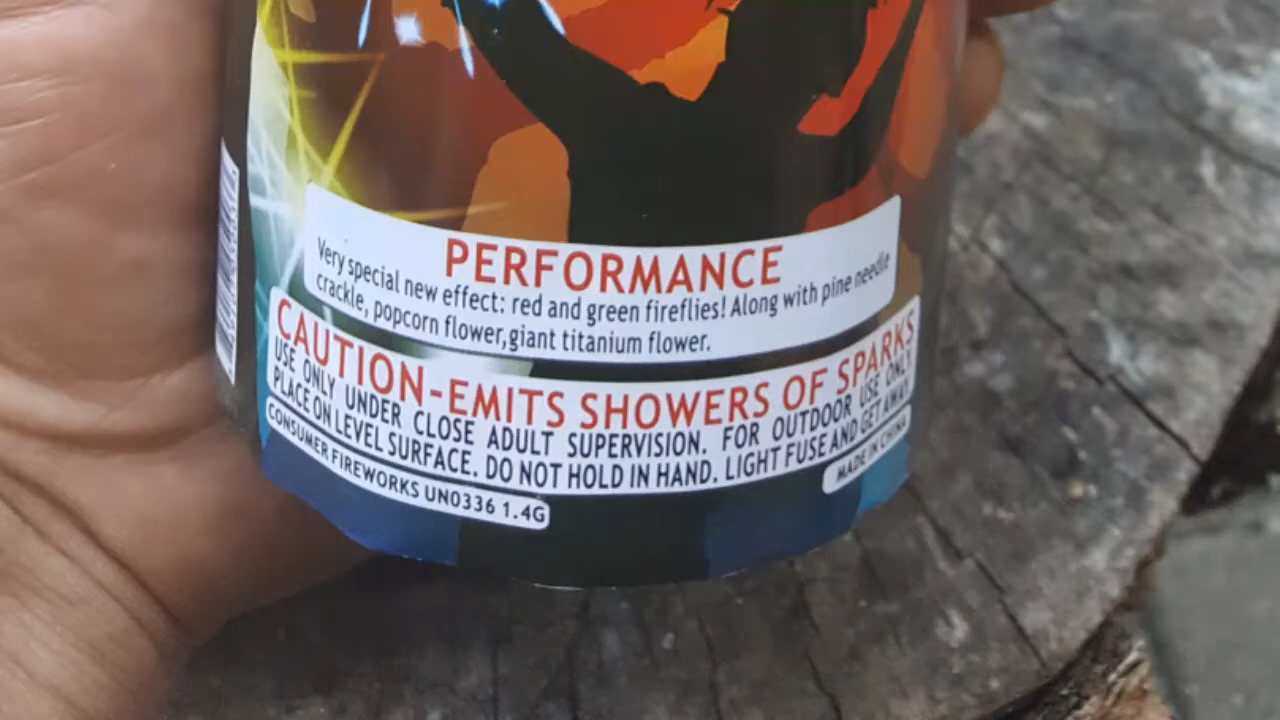 PERFORMANCE
Very special new effect: red and green fireflies! Along with pine needle
crackle, popcorn flower,giant titanium flower.
CAUTION-EMITS SHOWERS OF SPARKS
USE ONLY UNDER CLOSE ADULT SUPERVISION. FOR OUTDOOR USE ONLY
PLACE ON LEVEL SURFACE. DO NOT HOLD IN HAND. LIGHT FUSE AND GET AWAY
CONSUMER FIREWORKS UN0336 1.4G
MADE IN CHINA